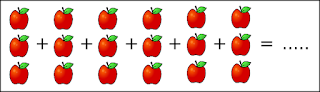 + + + + + = .....